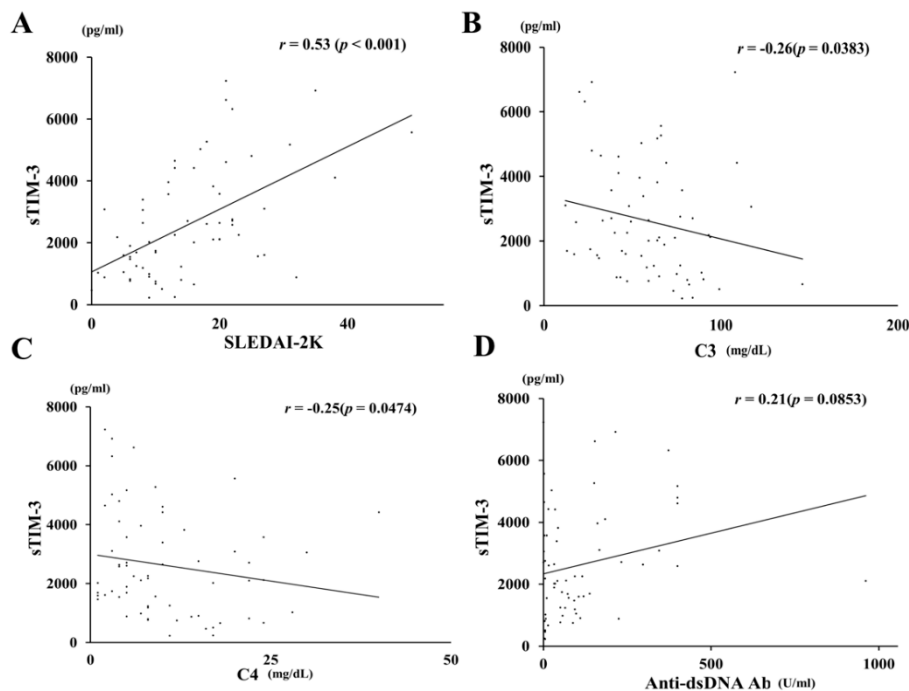 A
(pg/ml)
r = 0.53 (p < 0.001)
8000
6000
4000
2000
0
sTIM-3
0
20
40
SLEDAI-2K
B
(pg/ml)
r = -0.26(p = 0.0383)
8000
6000
4000
2000
0
sTIM-3
0
100
200
C3 (mg/dL)
C
(pg/ml)
r = -0.25(p = 0.0474)
8000
6000
4000
2000
0
sTIM-3
0
25
50
C4 (mg/dL)
D
(pg/ml)
r = 0.21(p = 0.0853)
8000
6000
4000
2000
0
sTIM-3
0
500
1000
Anti-dsDNA Ab (U/ml)